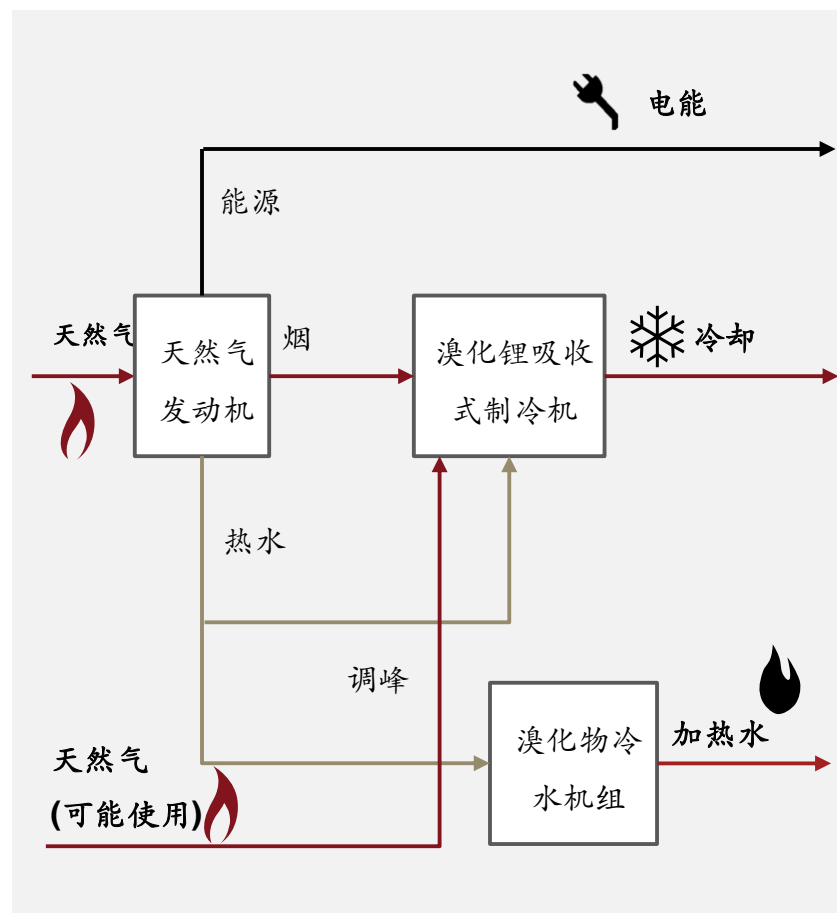 电能
能源
天然气
天然气
发动机
烟
溴化锂吸收
式制冷机
冷却
热水
调峰
溴化物冷
水机组
加热水
天然气
(可能使用)